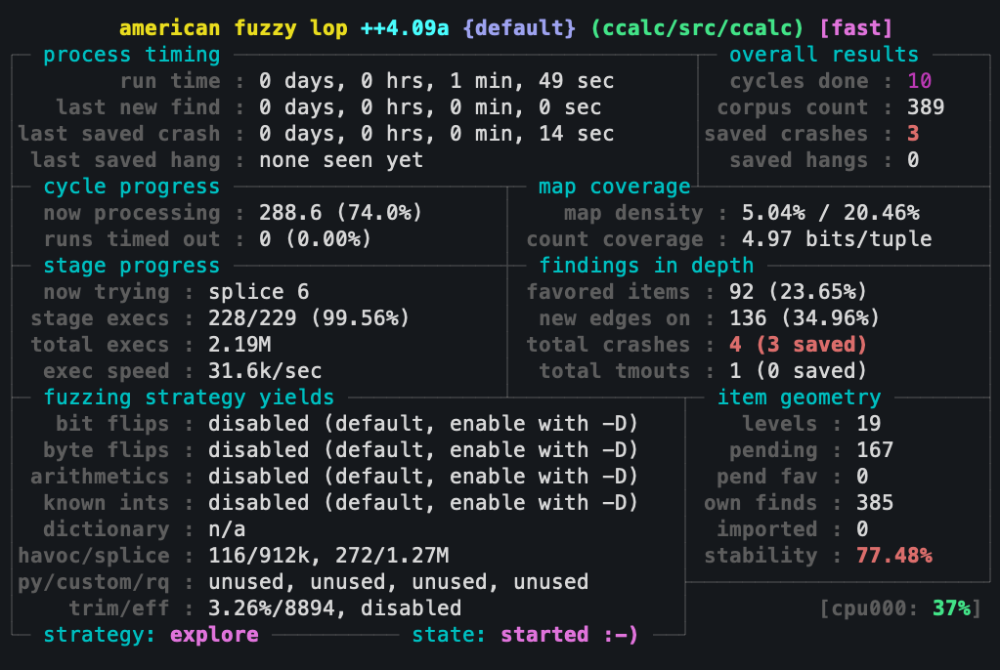 american fuzzy lop ++4.09a {default} (ccalc/src/ccalc) [fast]
process timing overall results
run time : 0 days, 0 hrs, 1 min, 49 sec cycles done : 10
last new find : 0 days, 0 hrs, 0 min, 0 sec corpus count : 389
last saved crash : 0 days, 0 hrs, 0 min, 14 sec saved crashes : 3
last saved hang : none seen yet saved hangs : 0
cycle progress map coverage
now processing : 288.6 (74.0%) map density : 5.04% / 20.46%
runs timed out : 0 (0.00%) count coverage : 4.97 bits/tuple
stage progress findings in depth
now trying : splice 6 favored items : 92 (23.65%)
stage execs : 228/229 (99.56%) new edges on : 136 (34.96%)
total execs : 2.19M total crashes : 4 (3 saved)
exec speed : 31.6k/sec total tmouts : 1 (0 saved)
fuzzing strategy yields item geometry
bit flips : disabled (default, enable with -D) levels : 19
byte flips : disabled (default, enable with -D) pending : 167
arithmetics : disabled (default, enable with -D) pend fav : 0
known ints : disabled (default, enable with -D) own finds : 385
dictionary : n/a imported : 0
havoc/splice : 116/912k, 272/1.27M stability : 77.48%
py/custom/rq : unused, unused, unused, unused
trim/eff : 3.26%/8894, disabled [cpu000: 37%]
strategy: explore state: started :-)